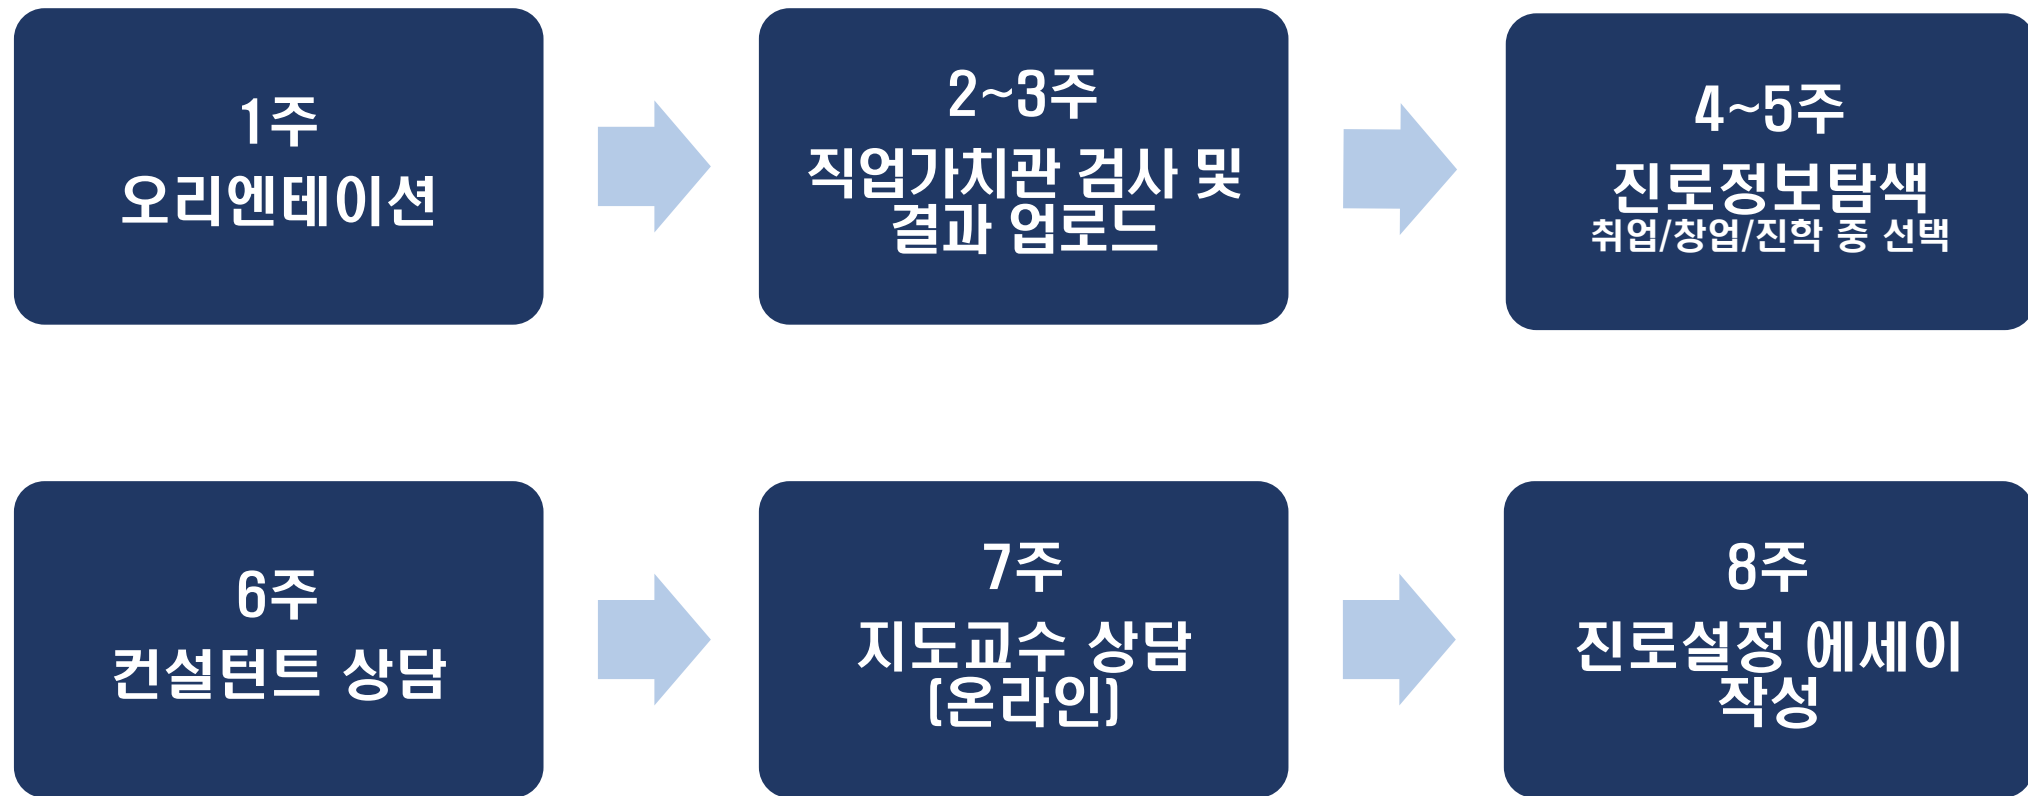 1주
오리엔테이션
2~3주
직업가치관 검사 및
결과 업로드
4~5주
진로정보탐색
취업/창업/진학 중 선택
6주
컨설턴트 상담
7주
지도교수 상담
(온라인)
8주
진로설정 에세이
작성